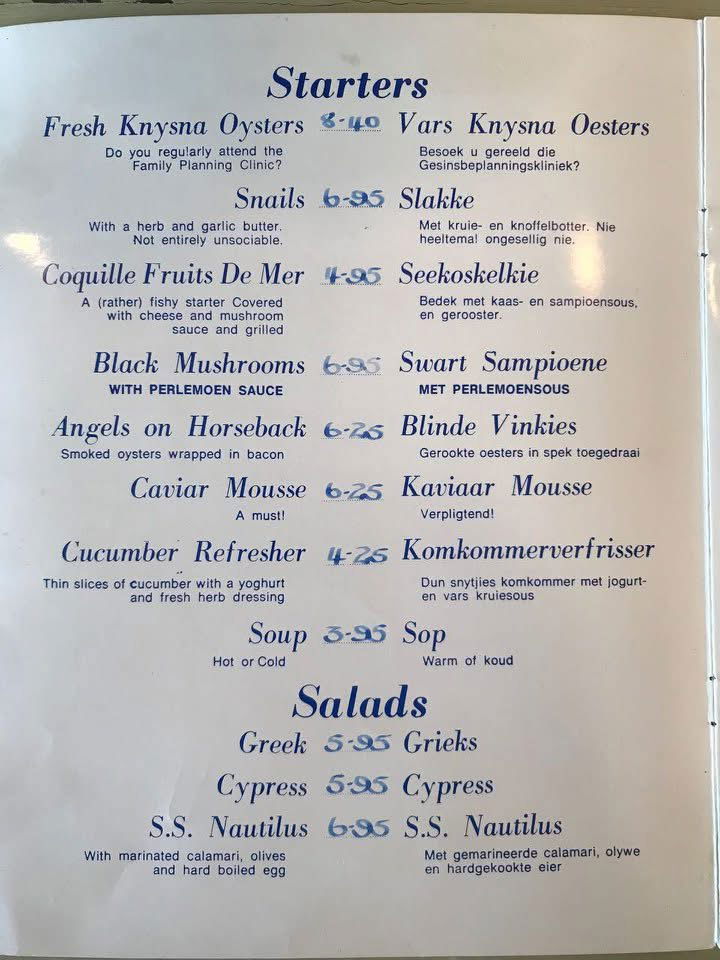 Starters
Fresh Knysna Oysters 8-40 Vars Knysna Oesters
Do you regularly attend the
Family Planning Clinic?
Besoek u gereeld die
Gesinsbeplanningskliniek?
Snails 6-95 Slakke
With a herb and garlic butter.
Not entirely unsociable.
Met kruie- en knoffelbotter. Nie
heeltemal ongesellig nie.
Coquille Fruits De Mer 4-95 Seekoskelkie
A (rather) fishy starter Covered
with cheese and mushroom
sauce and grilled
Bedek met kaas- en sampioensous,
en gerooster.
Black Mushrooms 6-95 Swart Sampioene
WITH PERLEMOEN SAUCE
MET PERLEMOENSOUS
Angels on Horseback 6-25 Blinde Vinkies
Smoked oysters wrapped in bacon
Gerookte oesters in spek toegedraai
Caviar Mousse 6-25 Kaviaar Mousse
A must!
Verpligtend!
Cucumber Refresher 4-25 Komkommerverfrisser
Thin slices of cucumber with a yoghurt
and fresh herb dressing
Dun snytjies komkommer met jogurt-
en vars kruiesous
Soup 3-95 Sop
Hot or Cold
Warm of koud
Salads
Greek 5-95 Grieks
Cypress 5-95 Cypress
S.S. Nautilus 6-95 S.S. Nautilus
With marinated calamari, olives
and hard boiled egg
Met gemarineerde calamari, olywe
en hardgekookte eier